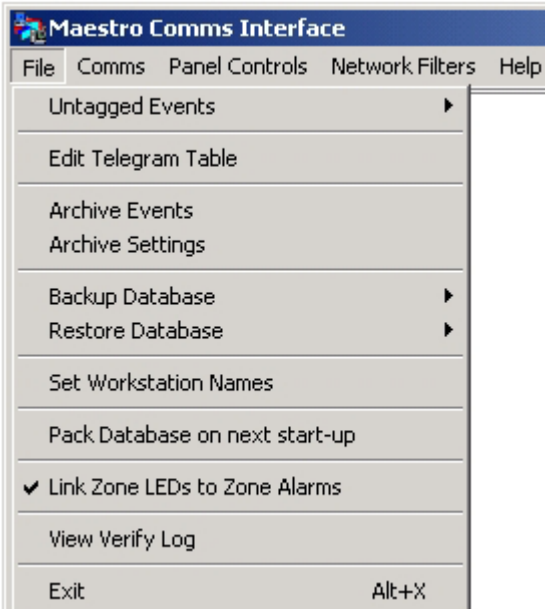 Maestro Comms Interface
File Comms Panel Controls Network Filters Help
Untagged Events
Edit Telegram Table
Archive Events
Archive Settings
Backup Database
Restore Database
Set Workstation Names
Pack Database on next start-up
Link Zone LEDs to Zone Alarms
View Verify Log
Exit Alt+X